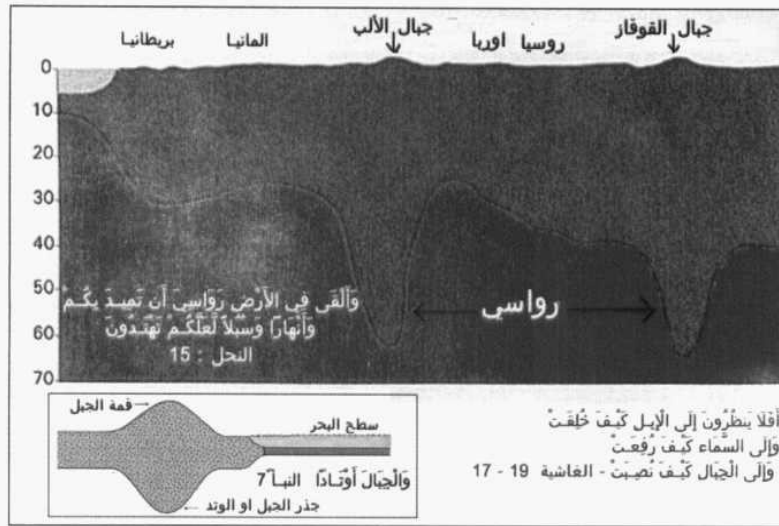 جبال القوقاز
روسيا
اوربا
جبال الألب
المانيا
بريطانيا
0
10
20
30
40
50
60
70
رواسي
وَأَلْقَى فِي الأَرْضِ رَوَاسِيَ أَن تَمِيدَ بِكُمْ
وَأَنْهَارًا وَسُبُلاً لَّعَلَّكُمْ تَهْتَدُونَ
النحل : 15
قمة الجبل
سطح البحر
وَالْجِبَالَ أَوْتَادًا النبأ 7
جذر الجبل او الوتد
أَفَلَا يَنظُرُونَ إِلَى الْإِبِلِ كَيْفَ خُلِقَتْ
وَإِلَى السَّمَاء كَيْفَ رُفِعَتْ
وَإِلَى الْجِبَالِ كَيْفَ نُصِبَتْ - الغاشية 19 - 17